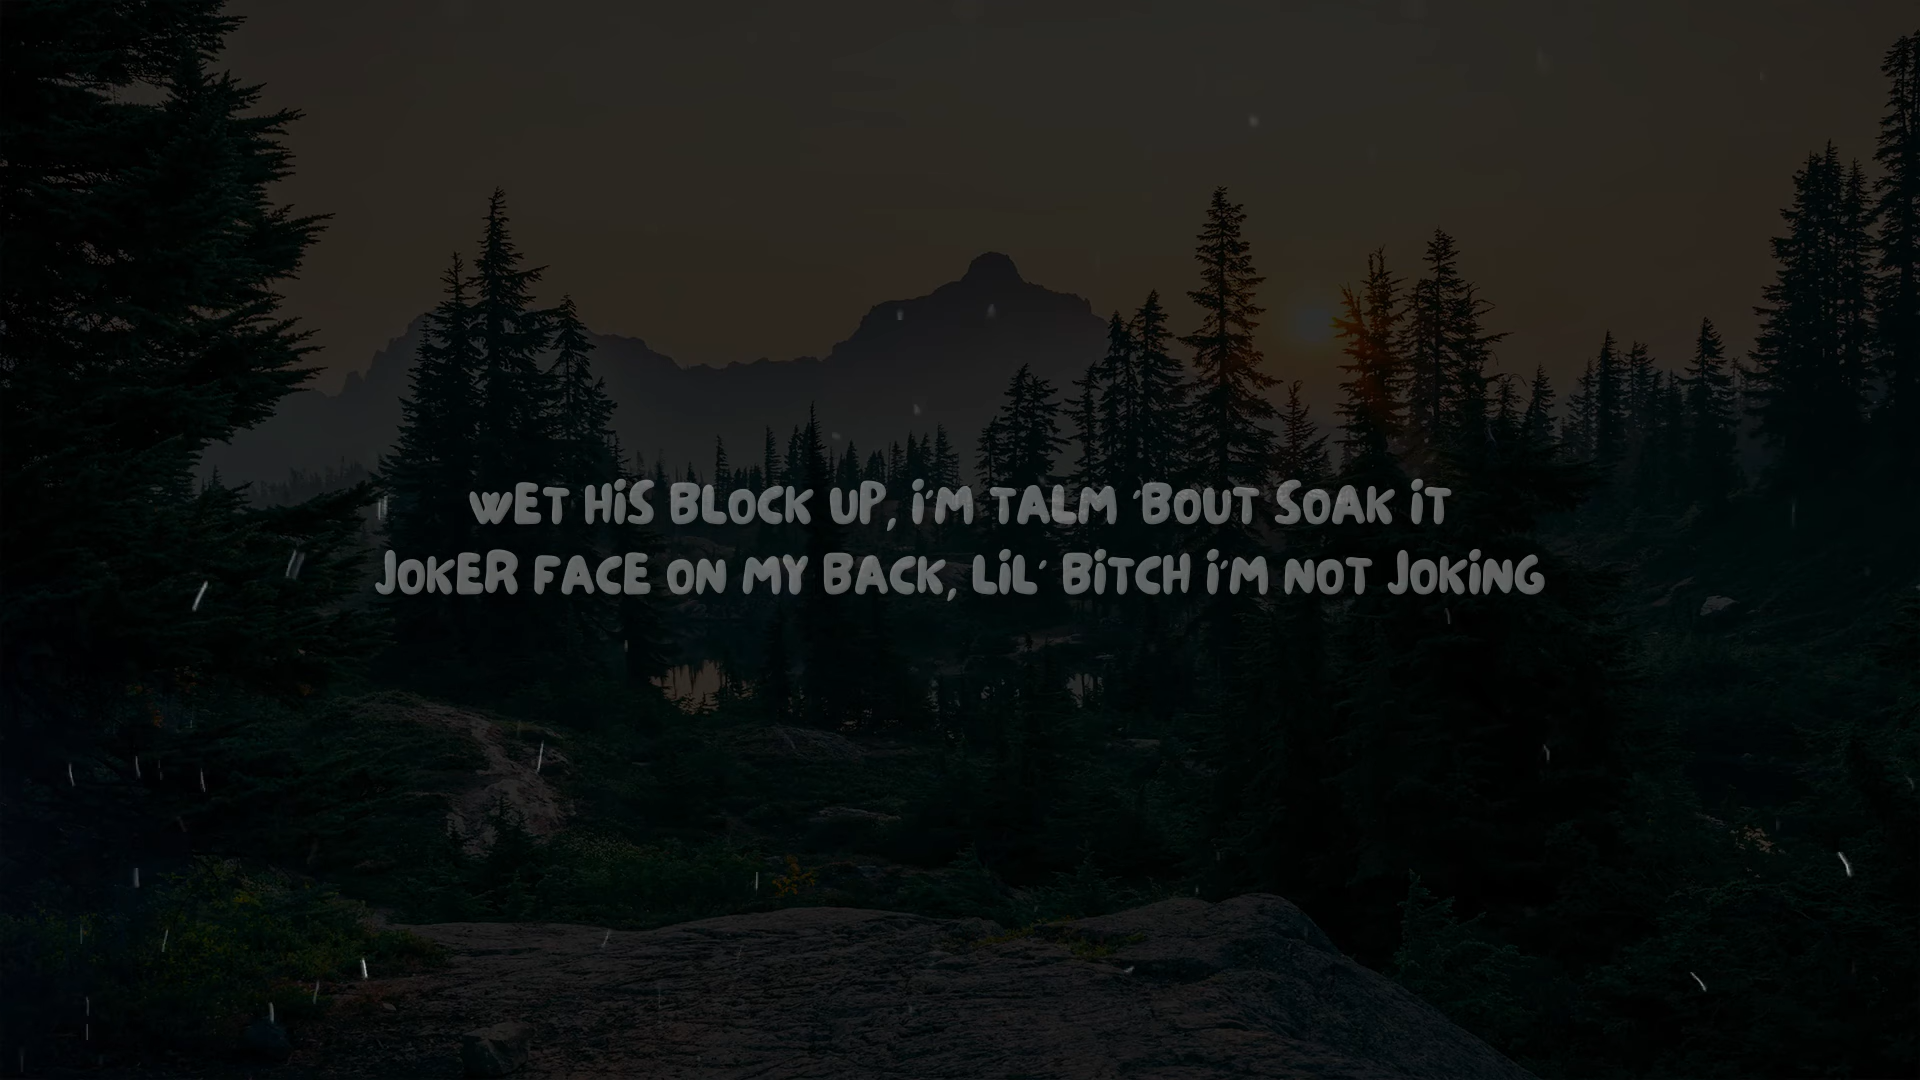 WET HiS BLOCK UP, i'M TALM 'BOUT SOAK iT
JOKER FACE ON MY BACK, LiL' BiTCH i'M NOT JOKiNG